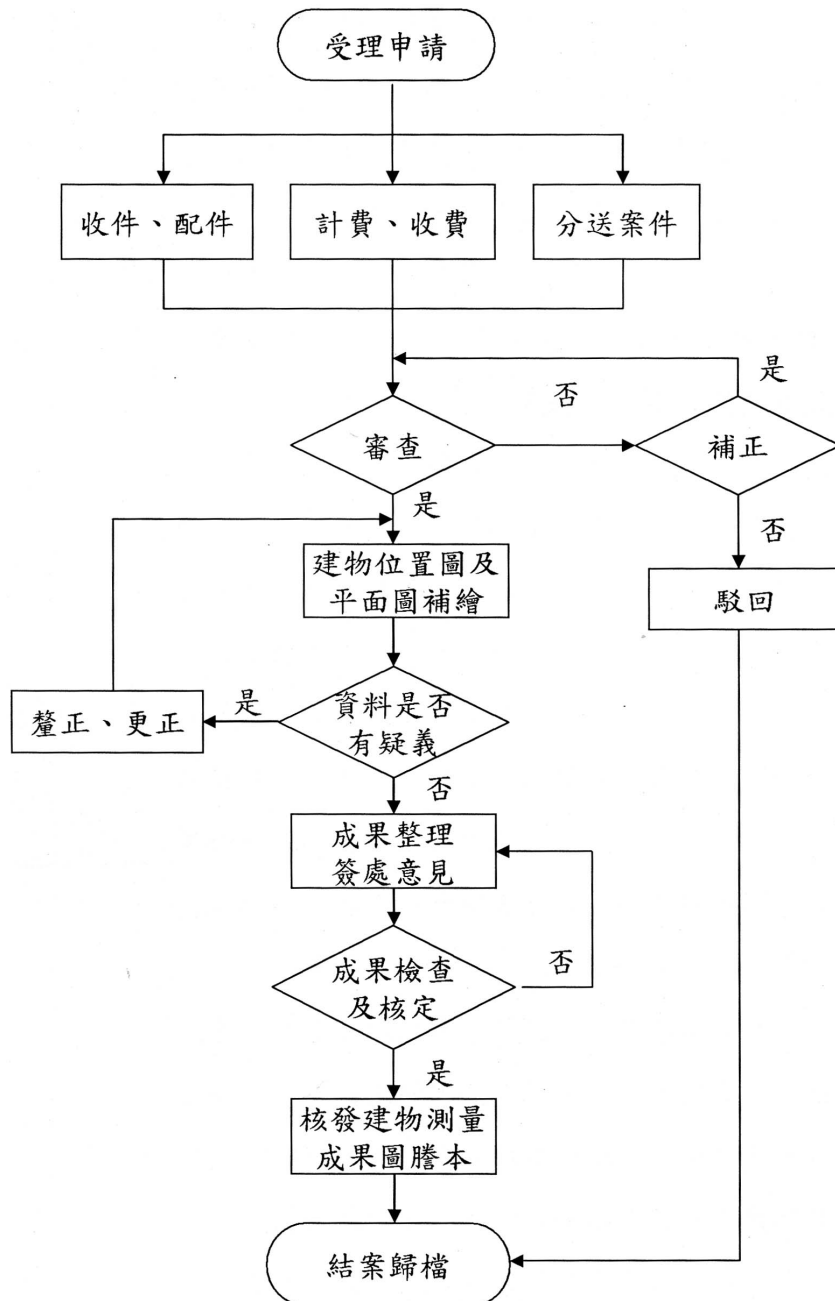 受理申請
收件、配件
計費、收費
分送案件
是
否
審查
補正
是
否
建物位置圖及
平面圖補繪
駁回
是
資料是否
有疑義
釐正、更正
否
成果整理
簽處意見
否
成果檢查
及核定
是
核發建物測量
成果圖謄本
結案歸檔